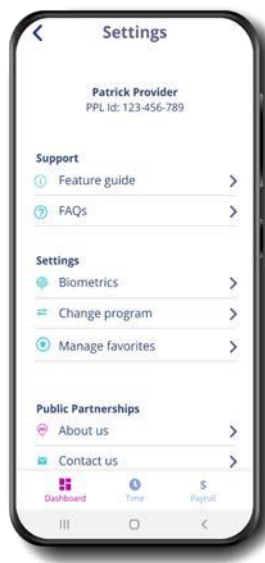 Settings
Patrick Provider
PPL Id: 123-456-789
Support
Feature guide
FAQs
Settings
Biometrics
Change program
Manage favorites
Public Partnerships
About us
Contact us
Dashboard Time Payroll